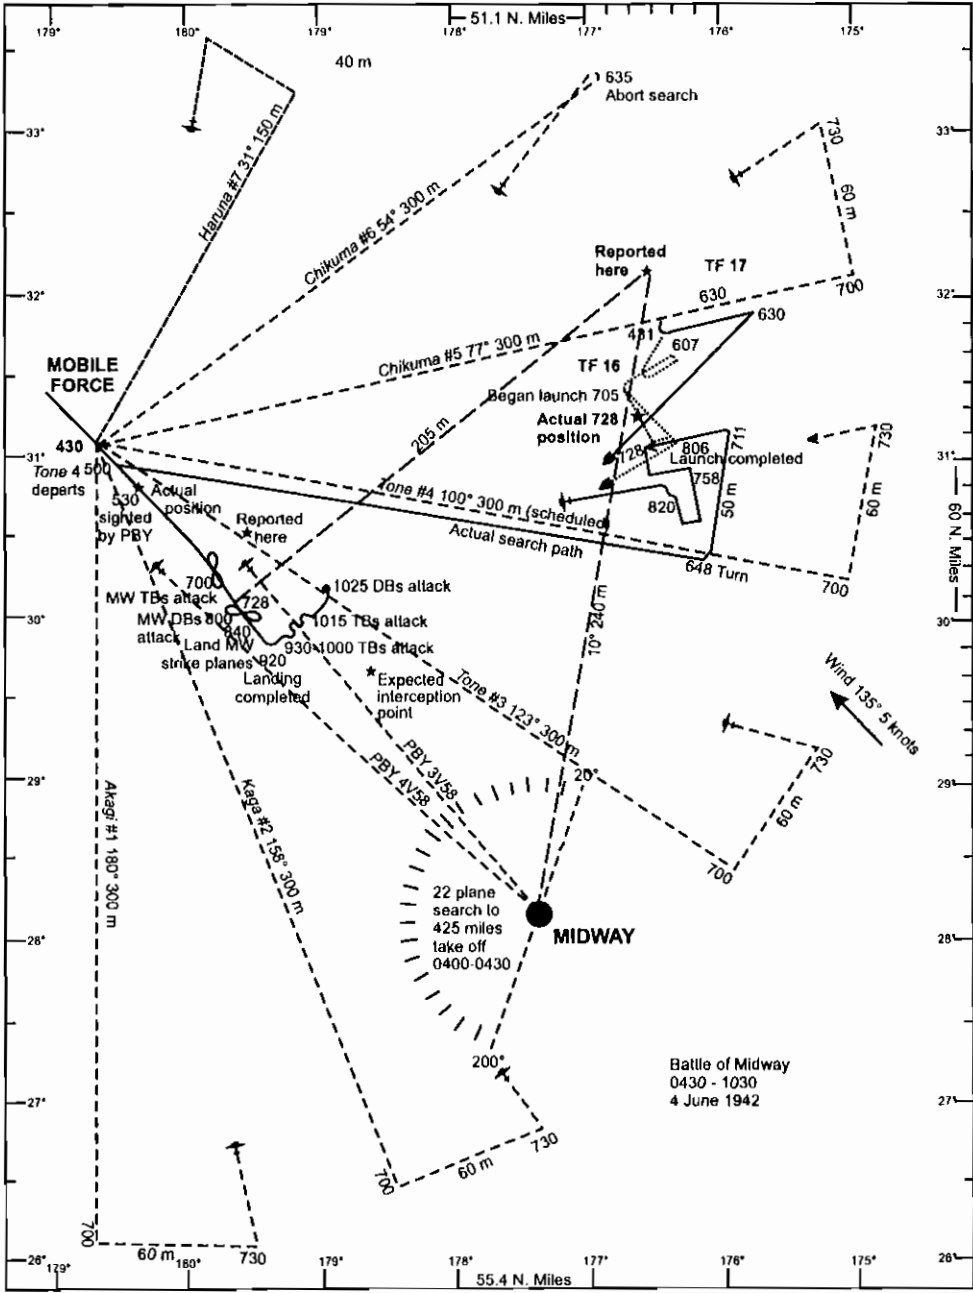 51.1 N. Miles
179° 180° 179° 178° 177° 176° 175°
40 m
635
Abort search
33°
33°
730
Haruna #7 31° 150 m
Chikuma #6 54° 300 m
60 m
Reported
here
TF 17
700
32°
32°
630
630
431
607
Chikuma #5 77° 300 m
MOBILE
FORCE
TF 16
Began launch 705
Actual 728
position
205 m
430
31°
31°
728
806
711
730
Launch completed
758
820
50 m
60 m
Tone 4 500
departs
530
sighted
by PBY
Actual
position
Reported
here
Tone #4 100° 300 m (scheduled)
Actual search path
648 Turn
700
60 N. Miles
700
MW TBs attack
728
1025 DBs attack
30°
30°
MW DBs 800
attack
840
1015 TBs attack
Land MW
strike planes
930-1000 TBs attack
920
Landing
completed
Expected
interception
point
10° 240 m
Tone #3 123° 300 m
Wind 135° 5 knots
PBY 3V58
PBY 4V58
730
29°
29°
20°
60 m
Akagi #1 180° 300 m
Kaga #2 158° 300 m
700
22 plane
search to
425 miles
take off
0400-0430
MIDWAY
28°
28°
200°
Battle of Midway
0430 - 1030
4 June 1942
27°
27°
730
60 m
700
700
60 m
730
26°
26°
179° 180° 179° 178° 177° 176° 175°
55.4 N. Miles